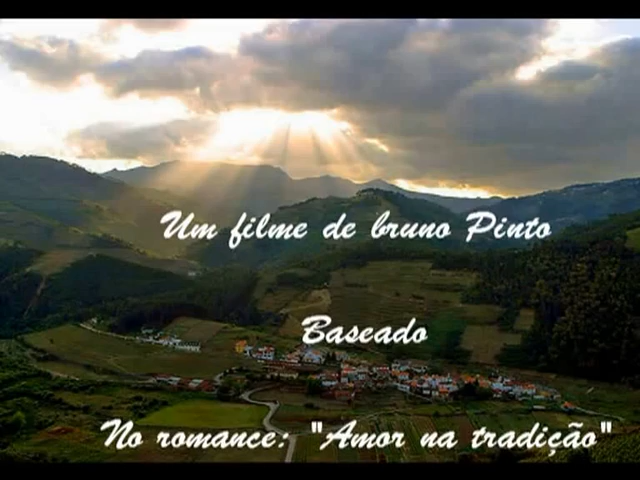 Um filme de bruno Pinto
Baseado
No romance: "Amor na tradição"